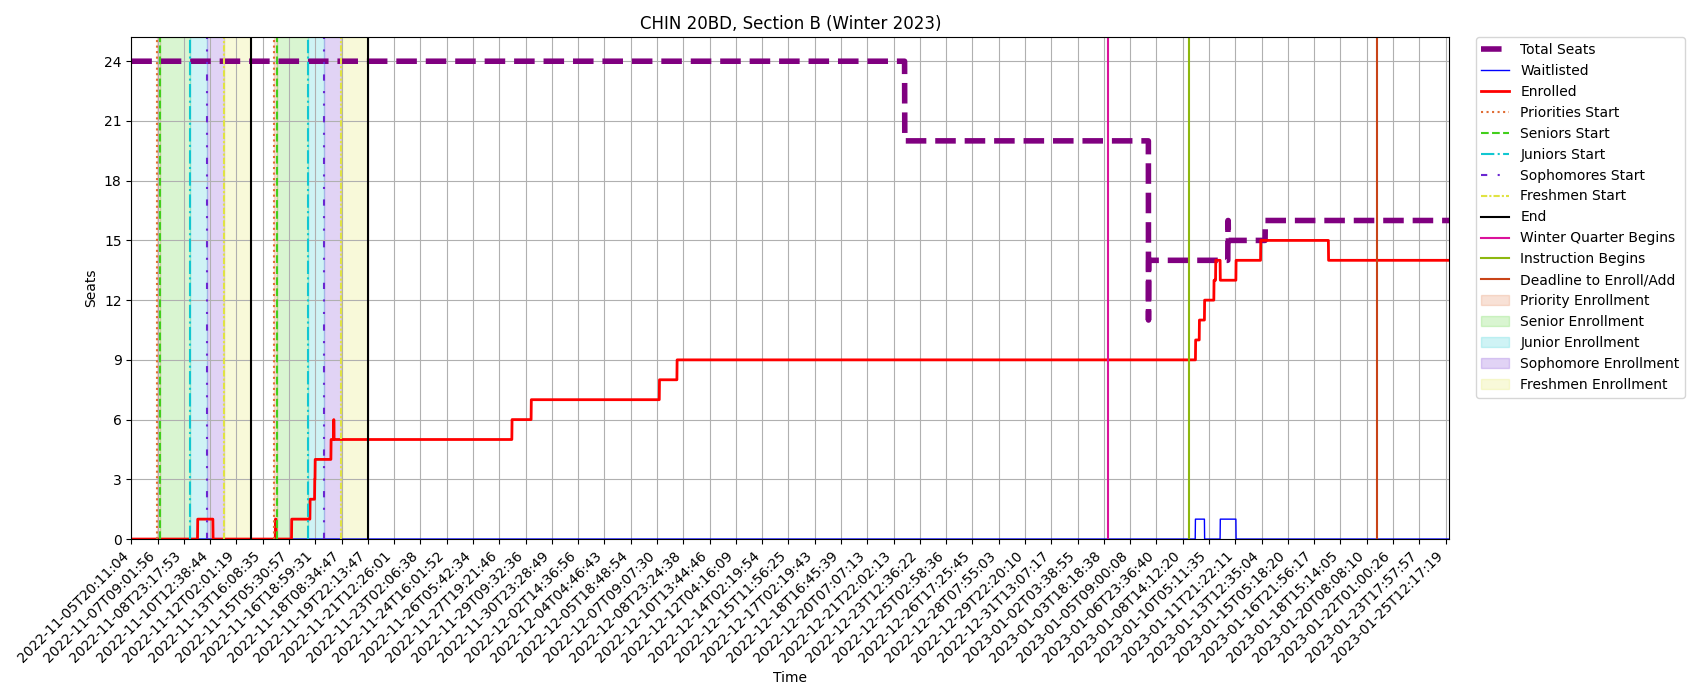 CHIN 20BD, Section B (Winter 2023)
Seats
24
21
18
15
12
9
6
3
0
2022-11-05T20:11:04
2022-11-07T09:01:56
2022-11-08T23:17:53
2022-11-10T12:38:44
2022-11-12T02:01:19
2022-11-13T16:08:35
2022-11-15T05:30:57
2022-11-16T18:59:31
2022-11-18T08:34:47
2022-11-19T22:13:47
2022-11-21T12:26:01
2022-11-23T02:06:38
2022-11-24T16:01:52
2022-11-26T05:42:34
2022-11-27T19:21:46
2022-11-29T09:32:36
2022-11-30T23:28:49
2022-12-02T14:36:56
2022-12-04T04:46:43
2022-12-05T18:48:54
2022-12-07T09:07:30
2022-12-08T23:24:38
2022-12-10T13:44:46
2022-12-12T04:16:09
2022-12-14T02:19:54
2022-12-15T11:56:25
2022-12-17T02:19:43
2022-12-18T16:45:39
2022-12-20T07:07:13
2022-12-21T22:02:13
2022-12-23T12:36:22
2022-12-25T02:58:36
2022-12-26T17:25:45
2022-12-28T07:55:03
2022-12-29T22:20:10
2022-12-31T13:07:17
2023-01-02T03:38:55
2023-01-03T18:18:38
2023-01-05T09:00:08
2023-01-06T23:36:40
2023-01-08T14:12:20
2023-01-10T05:11:35
2023-01-11T21:22:11
2023-01-13T12:35:04
2023-01-15T05:18:20
2023-01-16T21:56:17
2023-01-18T15:14:05
2023-01-20T08:08:10
2023-01-22T01:00:26
2023-01-23T17:57:57
2023-01-25T12:17:19
Time
Total Seats
Waitlisted
Enrolled
Priorities Start
Seniors Start
Juniors Start
Sophomores Start
Freshmen Start
End
Winter Quarter Begins
Instruction Begins
Deadline to Enroll/Add
Priority Enrollment
Senior Enrollment
Junior Enrollment
Sophomore Enrollment
Freshmen Enrollment